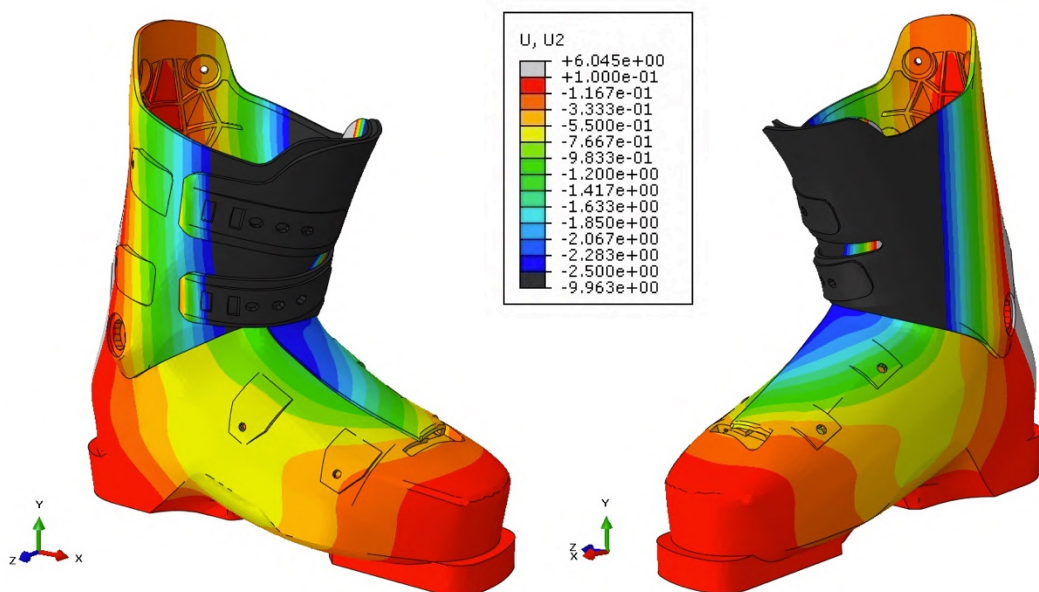 U, U2
+6.045e+00
+1.000e-01
-1.167e-01
-3.333e-01
-5.500e-01
-7.667e-01
-9.833e-01
-1.200e+00
-1.417e+00
-1.633e+00
-1.850e+00
-2.067e+00
-2.283e+00
-2.500e+00
-9.963e+00
Y
Z
X
Y
Z
X